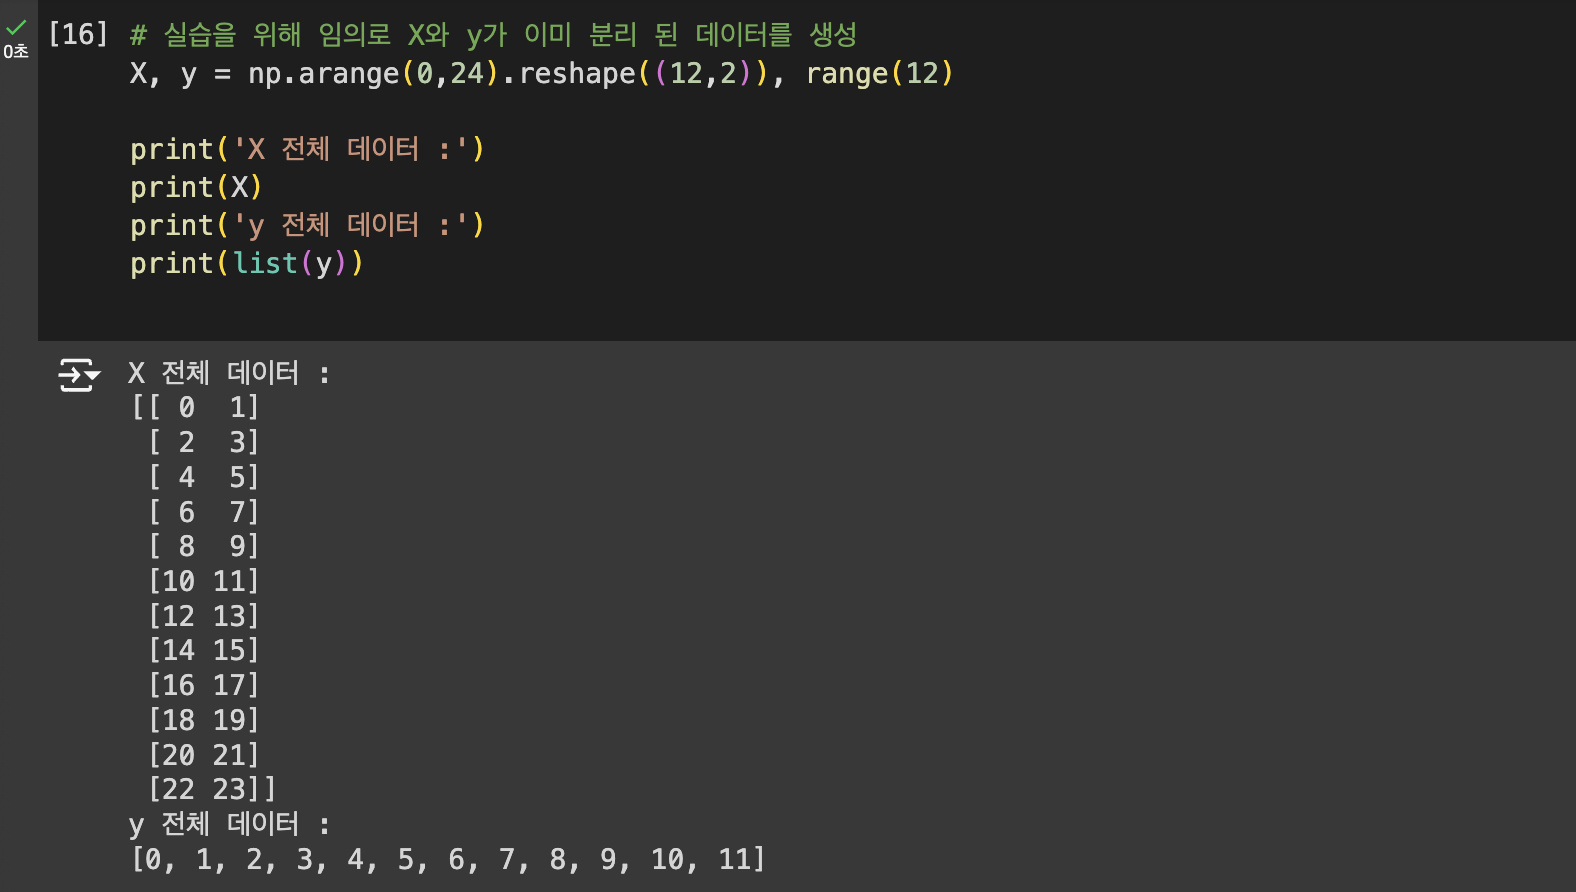 [16] # 실습을 위해 임의로 X와 y가 이미 분리 된 데이터를 생성
0초
X, y = np.arange(0,24).reshape((12,2)), range(12)
print('X 전체 데이터 :')
print(X)
print('y 전체 데이터 :')
print(list(y))
X 전체 데이터 :
[[ 0  1]
 [ 2  3]
 [ 4  5]
 [ 6  7]
 [ 8  9]
 [10 11]
 [12 13]
 [14 15]
 [16 17]
 [18 19]
 [20 21]
 [22 23]]
y 전체 데이터 :
[0, 1, 2, 3, 4, 5, 6, 7, 8, 9, 10, 11]